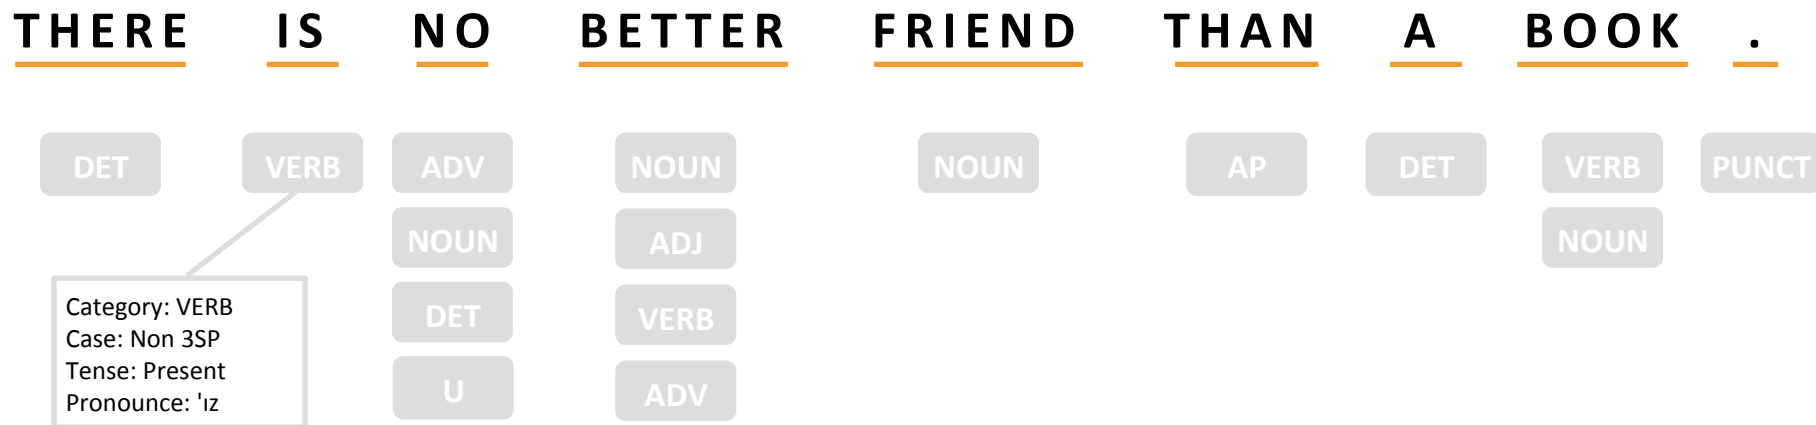 THERE IS NO BETTER FRIEND THAN A BOOK .
DET VERB ADV NOUN NOUN AP DET VERB PUNCT
NOUN ADJ NOUN
DET VERB
U ADV
Category: VERB
Case: Non 3SP
Tense: Present
Pronounce: 'ɪz